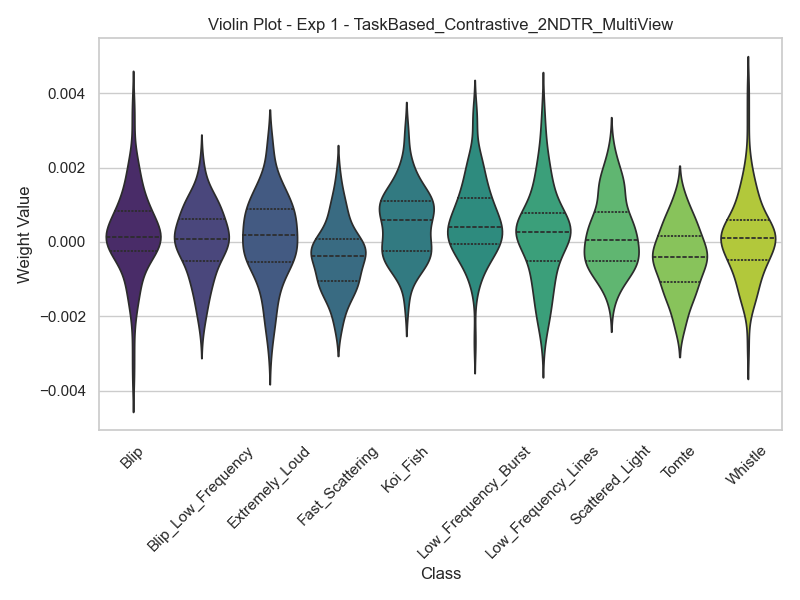 Violin Plot - Exp 1 - TaskBased_Contrastive_2NDTR_MultiView
Weight Value
0.004
0.002
0.000
−0.002
−0.004
Blip
Blip_Low_Frequency
Extremely_Loud
Fast_Scattering
Koi_Fish
Low_Frequency_Burst
Low_Frequency_Lines
Scattered_Light
Tomte
Whistle
Class